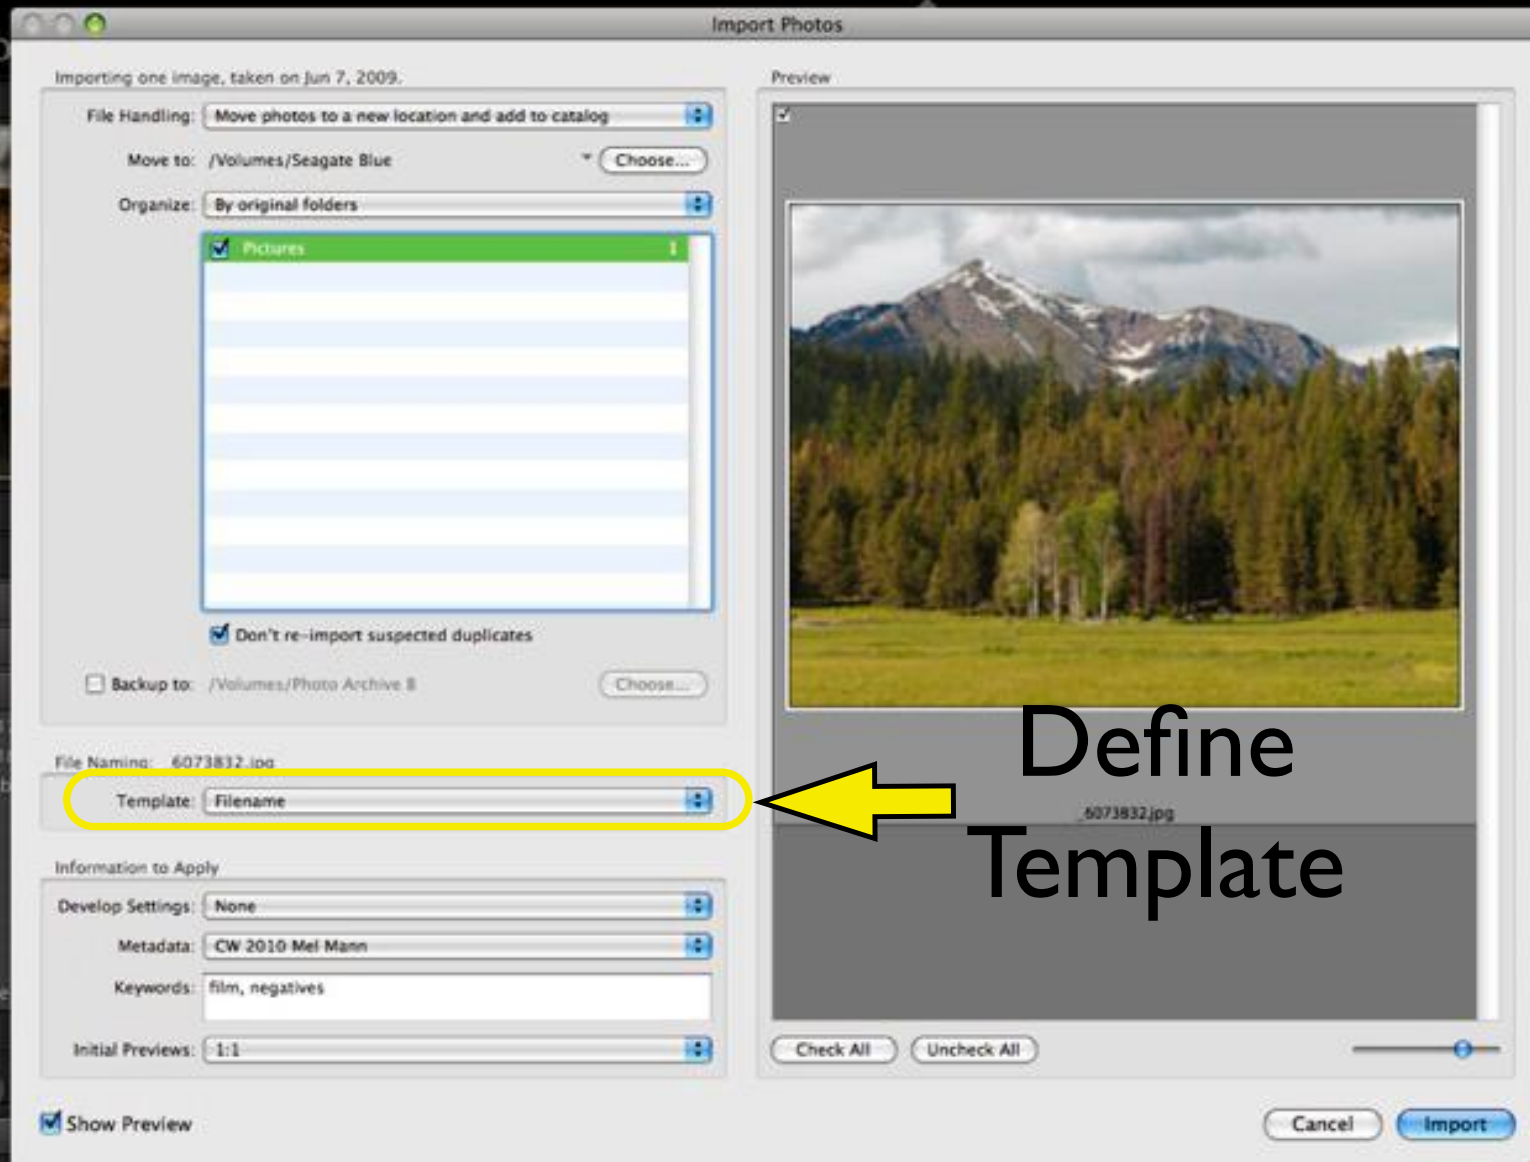 Import Photos
Importing one image, taken on Jun 7, 2009.
File Handling: Move photos to a new location and add to catalog
Move to: /Volumes/Seagate Blue Choose...
Organize: By original folders
Pictures 1
Don't re-import suspected duplicates
Backup to: /Volumes/Photo Archive 8 Choose...
File Naming: _6073832.jpg
Template: Filename
Information to Apply
Develop Settings: None
Metadata: CW 2010 Mel Mann
Keywords: film, negatives
Initial Previews: 1:1
Show Preview
Preview
Define
_6073832.jpg
Template
Check All Uncheck All
Cancel Import